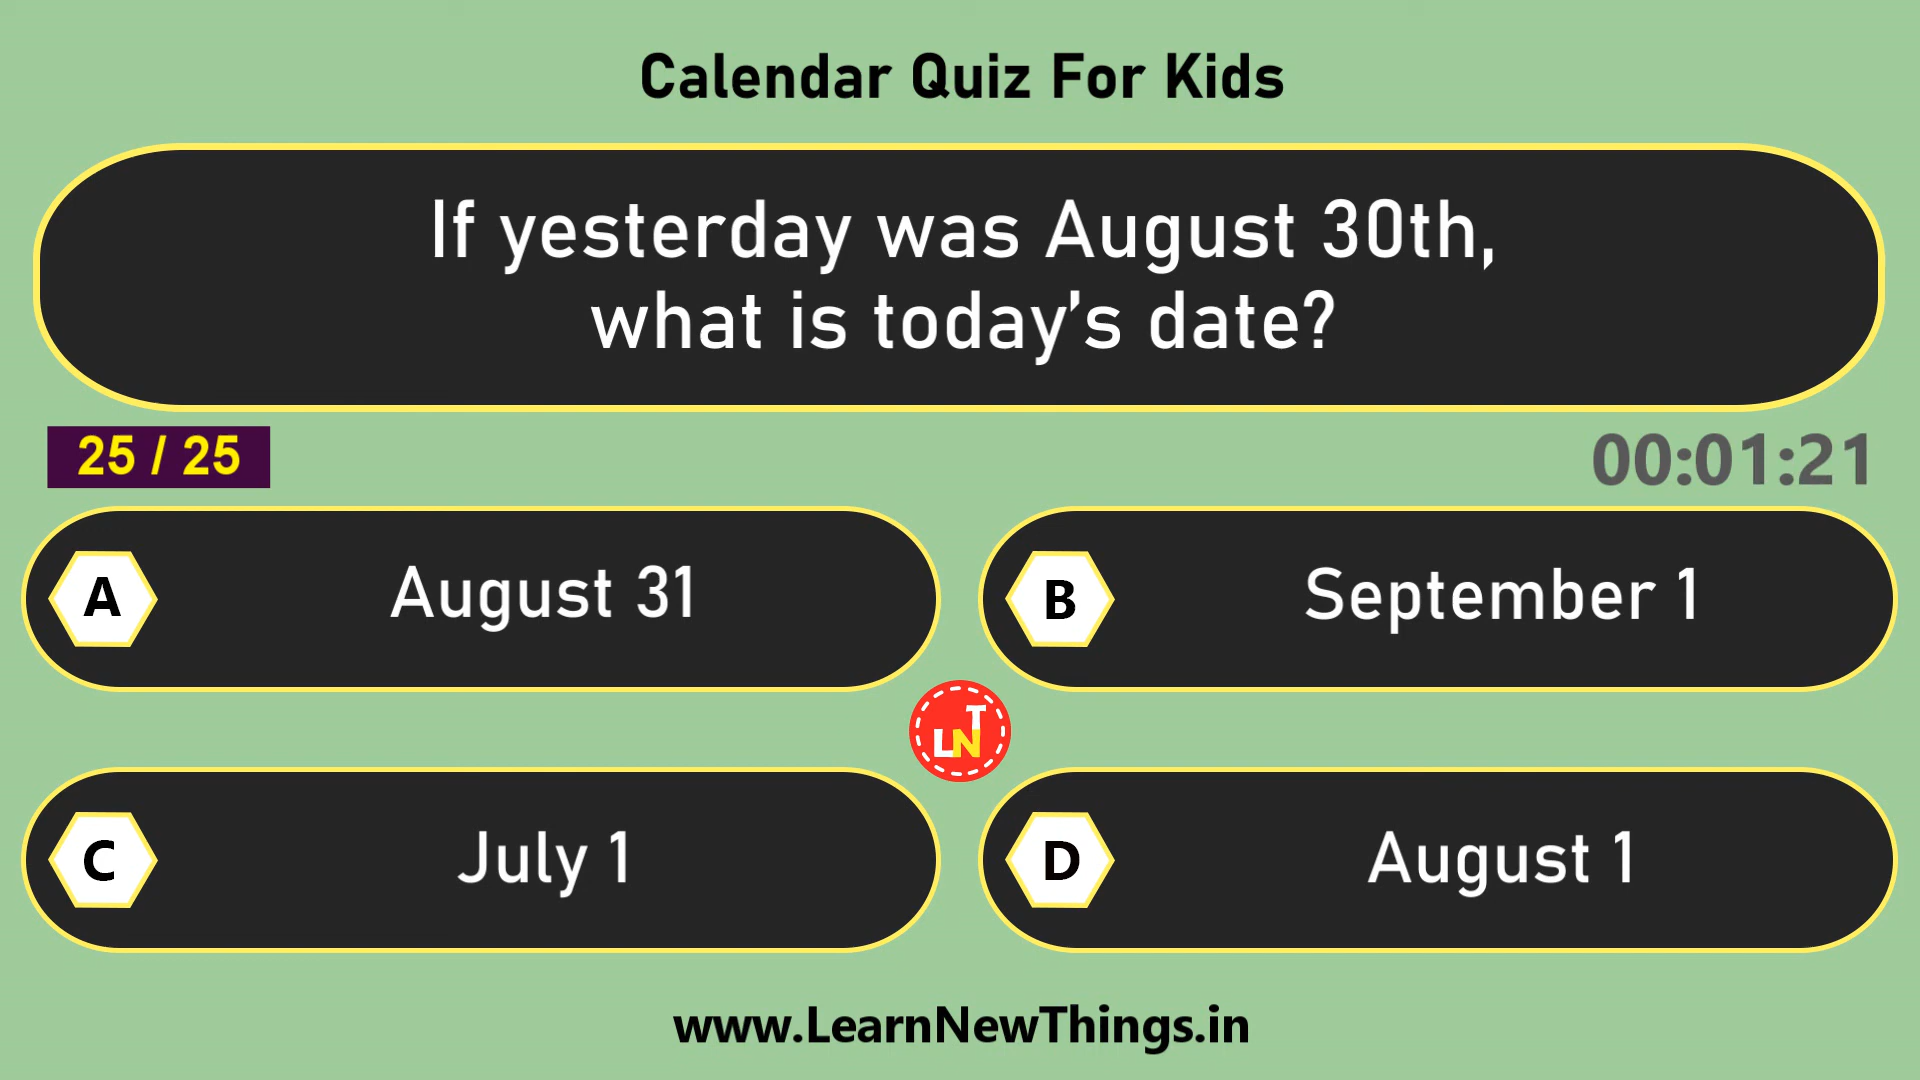 Calendar Quiz For Kids
If yesterday was August 30th,
what is today’s date?
25 / 25
00:01:21
A August 31
B September 1
LNT
C July 1
D August 1
www.LearnNewThings.in